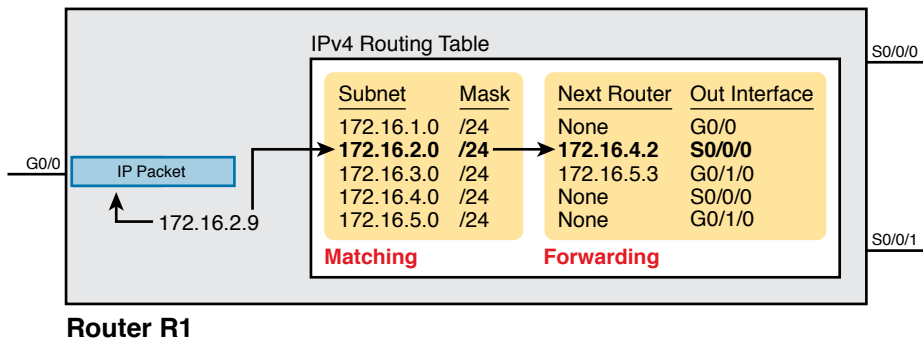 IPv4 Routing Table
S0/0/0
Subnet Mask Next Router Out Interface
172.16.1.0 /24 None G0/0
172.16.2.0 /24 172.16.4.2 S0/0/0
172.16.3.0 /24 172.16.5.3 G0/1/0
172.16.4.0 /24 None S0/0/0
172.16.5.0 /24 None G0/1/0
Matching Forwarding
G0/0
IP Packet
172.16.2.9
S0/0/1
Router R1